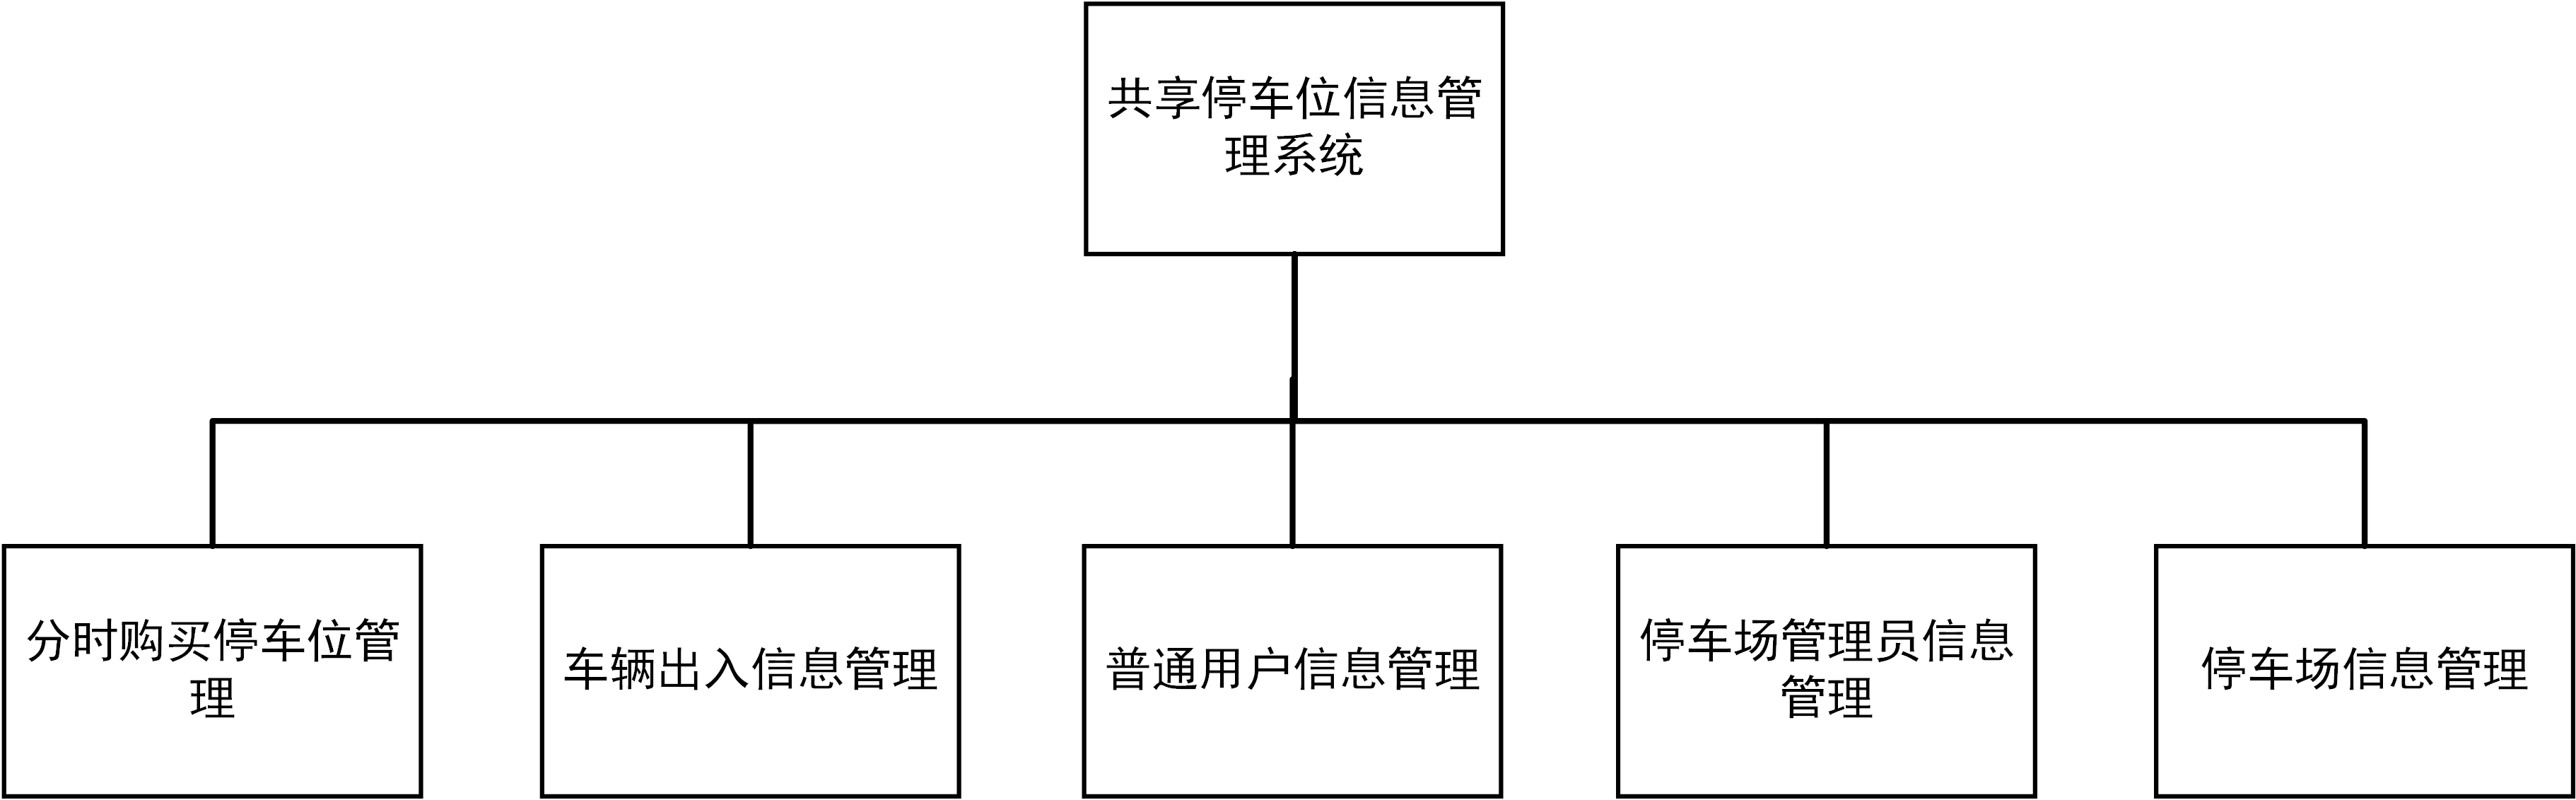 共享停车位信息管
理系统
分时购买停车位管
理
车辆出入信息管理
普通用户信息管理
停车场管理员信息
管理
停车场信息管理